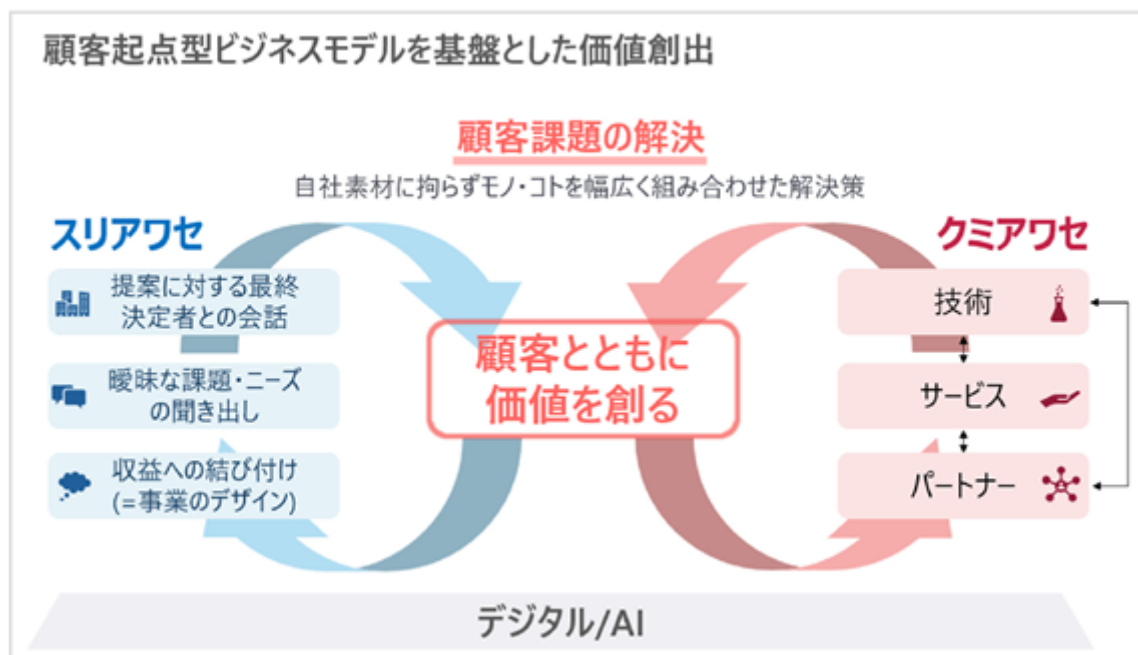 顧客起点型ビジネスモデルを基盤とした価値創出
顧客課題の解決
自社素材に拘らずモノ・コトを幅広く組み合わせた解決策
スリアワセ
提案に対する最終
決定者との会話
曖昧な課題・ニーズ
の聞き出し
収益への結び付け
(=事業のデザイン)
顧客とともに
価値を創る
クミアワセ
技術
サービス
パートナー
デジタル/AI